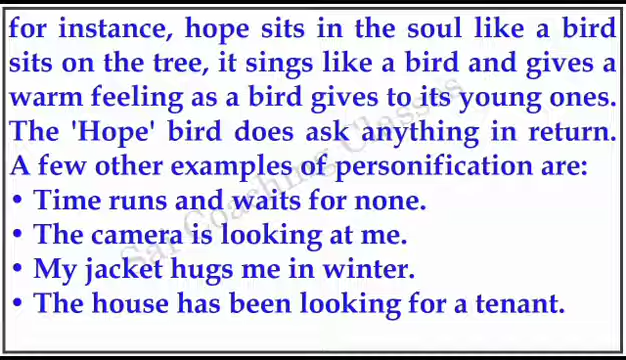 for instance, hope sits in the soul like a bird
sits on the tree, it sings like a bird and gives a
warm feeling as a bird gives to its young ones.
The 'Hope' bird does ask anything in return.
A few other examples of personification are:
• Time runs and waits for none.
• The camera is looking at me.
• My jacket hugs me in winter.
• The house has been looking for a tenant.
Sai Coaching Classes